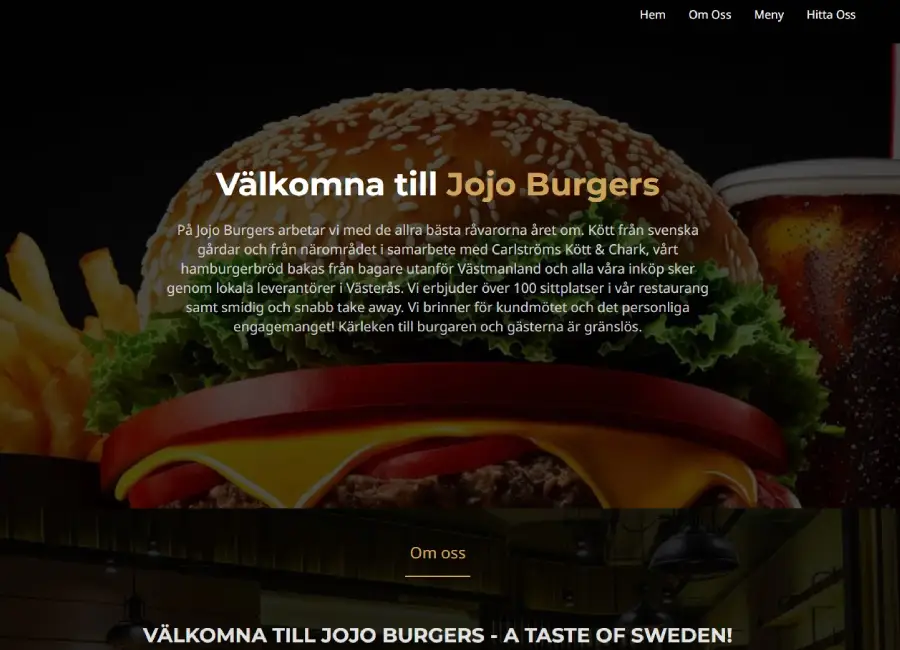 Hem Om Oss Meny Hitta Oss
Välkomna till Jojo Burgers
På Jojo Burgers arbetar vi med de allra bästa råvarorna året om. Kött från svenska
gårdar och från närområdet i samarbete med Carlströms Kött & Chark, vårt
hamburgerbröd bakas från bagare utanför Västmanland och alla våra inköp sker
genom lokala leverantörer i Västerås. Vi erbjuder över 100 sittplatser i vår restaurang
samt smidig och snabb take away. Vi brinner för kundmötet och det personliga
engagemanget! Kärleken till burgaren och gästerna är gränslös.
Om oss
VÄLKOMNA TILL JOJO BURGERS - A TASTE OF SWEDEN!